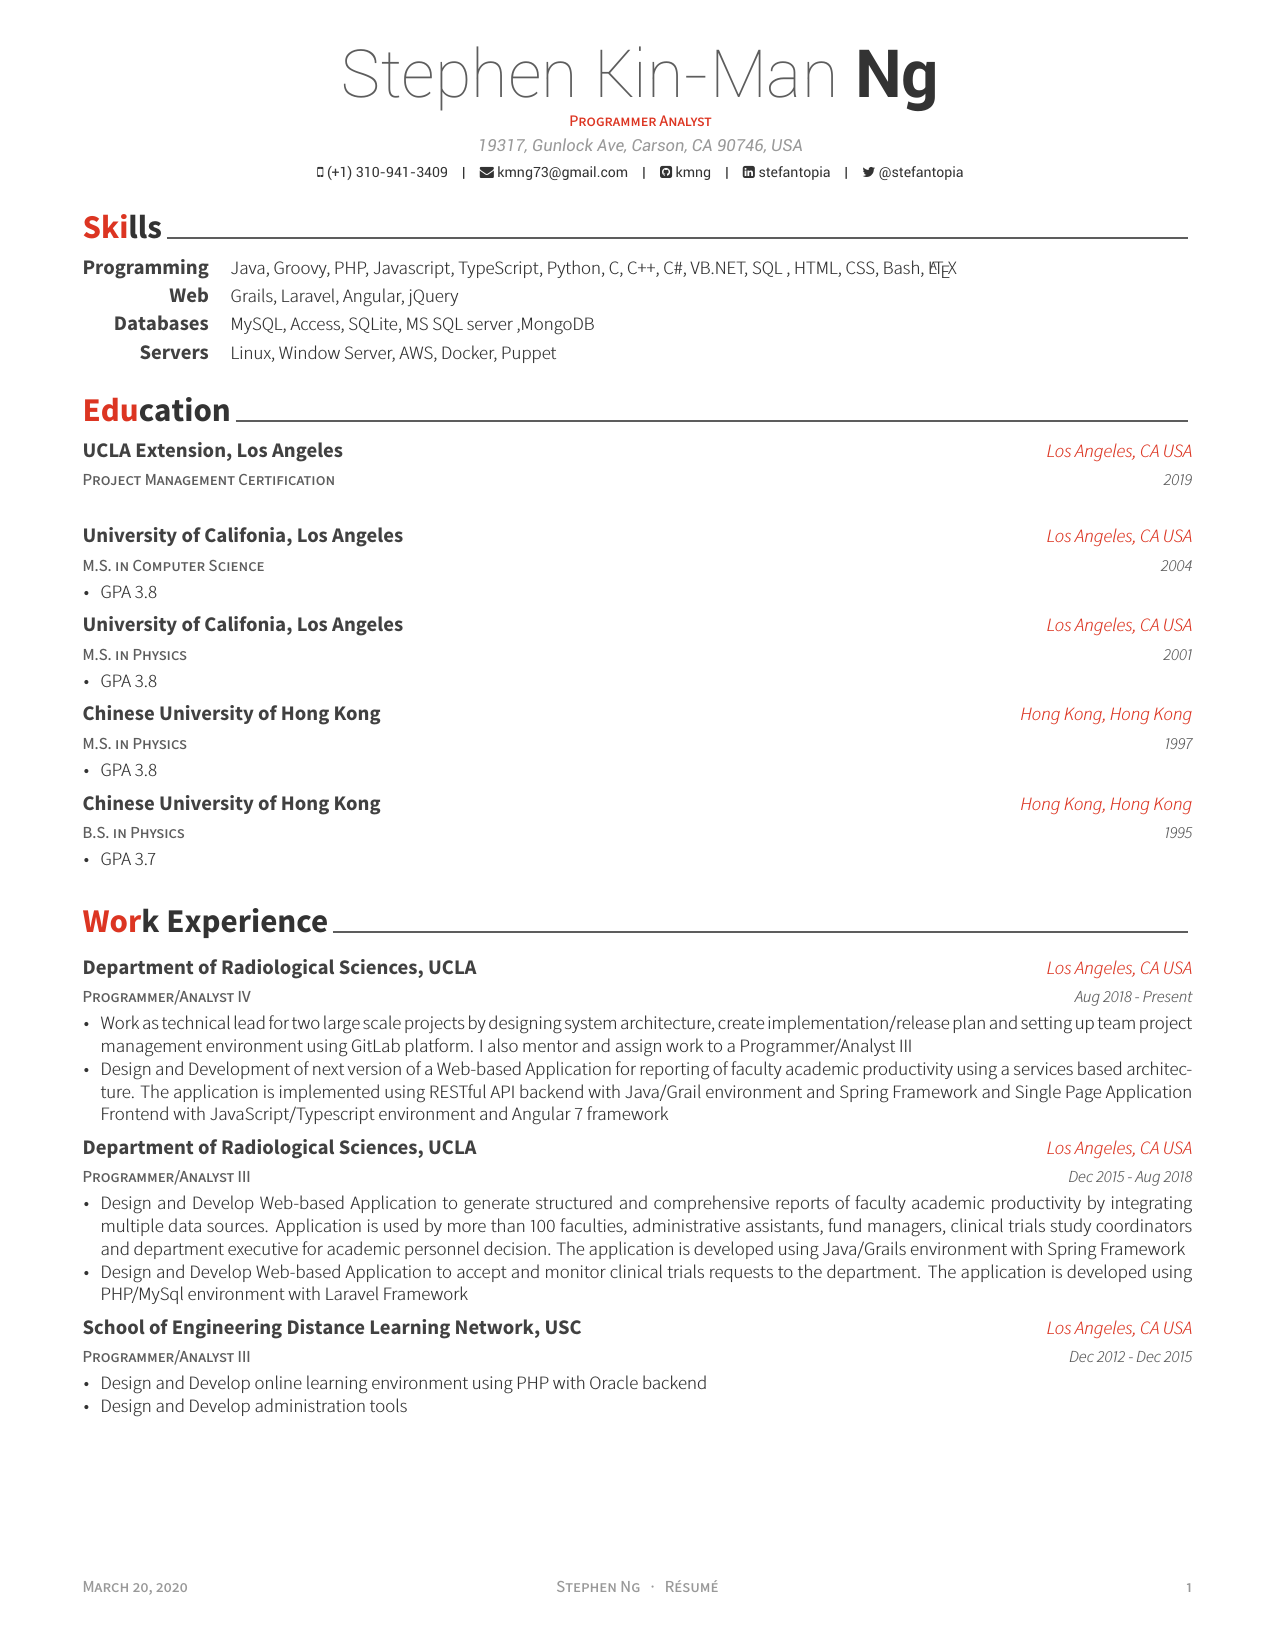 Stephen Kin-Man Ng
Programmer Analyst
19317, Gunlock Ave, Carson, CA 90746, USA
(+1) 310-941-3409 | kmng73@gmail.com | kmng | stefantopia | @stefantopia
Skills
Programming Java, Groovy, PHP, Javascript, TypeScript, Python, C, C++, C#, VB.NET, SQL , HTML, CSS, Bash, LATEX
Web Grails, Laravel, Angular, jQuery
Databases MySQL, Access, SQLite, MS SQL server ,MongoDB
Servers Linux, Window Server, AWS, Docker, Puppet
Education
UCLA Extension, Los Angeles Los Angeles, CA USA
Project Management Certification 2019
University of Califonia, Los Angeles Los Angeles, CA USA
M.S. in Computer Science 2004
• GPA 3.8
University of Califonia, Los Angeles Los Angeles, CA USA
M.S. in Physics 2001
• GPA 3.8
Chinese University of Hong Kong Hong Kong, Hong Kong
M.S. in Physics 1997
• GPA 3.8
Chinese University of Hong Kong Hong Kong, Hong Kong
B.S. in Physics 1995
• GPA 3.7
Work Experience
Department of Radiological Sciences, UCLA Los Angeles, CA USA
Programmer/Analyst IV Aug 2018 - Present
• Work as technical lead for two large scale projects by designing system architecture, create implementation/release plan and setting up team project
management environment using GitLab platform. I also mentor and assign work to a Programmer/Analyst III
• Design and Development of next version of a Web-based Application for reporting of faculty academic productivity using a services based architec-
ture. The application is implemented using RESTful API backend with Java/Grail environment and Spring Framework and Single Page Application
Frontend with JavaScript/Typescript environment and Angular 7 framework
Department of Radiological Sciences, UCLA Los Angeles, CA USA
Programmer/Analyst III Dec 2015 - Aug 2018
• Design and Develop Web-based Application to generate structured and comprehensive reports of faculty academic productivity by integrating
multiple data sources. Application is used by more than 100 faculties, administrative assistants, fund managers, clinical trials study coordinators
and department executive for academic personnel decision. The application is developed using Java/Grails environment with Spring Framework
• Design and Develop Web-based Application to accept and monitor clinical trials requests to the department. The application is developed using
PHP/MySql environment with Laravel Framework
School of Engineering Distance Learning Network, USC Los Angeles, CA USA
Programmer/Analyst III Dec 2012 - Dec 2015
• Design and Develop online learning environment using PHP with Oracle backend
• Design and Develop administration tools
March 20, 2020 Stephen Ng · Résumé 1